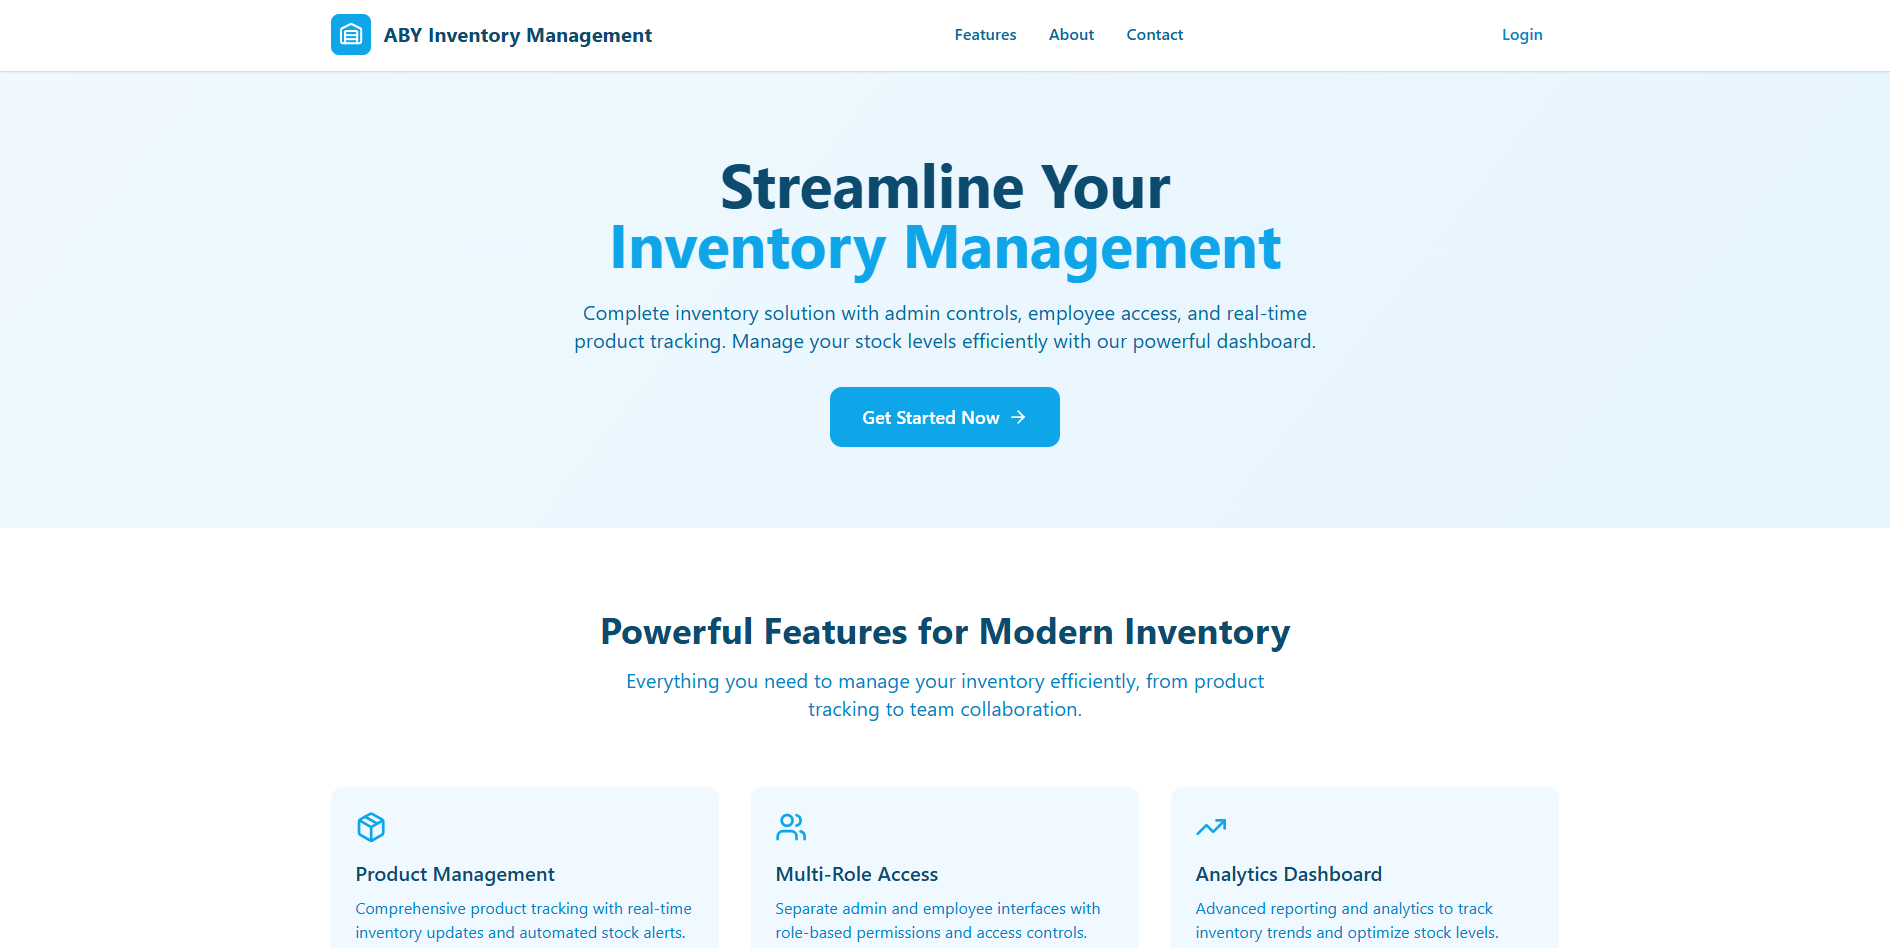 ABY Inventory Management
Features
About
Contact
Login
Streamline Your
Inventory Management
Complete inventory solution with admin controls, employee access, and real-time
product tracking. Manage your stock levels efficiently with our powerful dashboard.
Get Started Now
Powerful Features for Modern Inventory
Everything you need to manage your inventory efficiently, from product
tracking to team collaboration.
Product Management
Comprehensive product tracking with real-time
inventory updates and automated stock alerts.
Multi-Role Access
Separate admin and employee interfaces with
role-based permissions and access controls.
Analytics Dashboard
Advanced reporting and analytics to track
inventory trends and optimize stock levels.